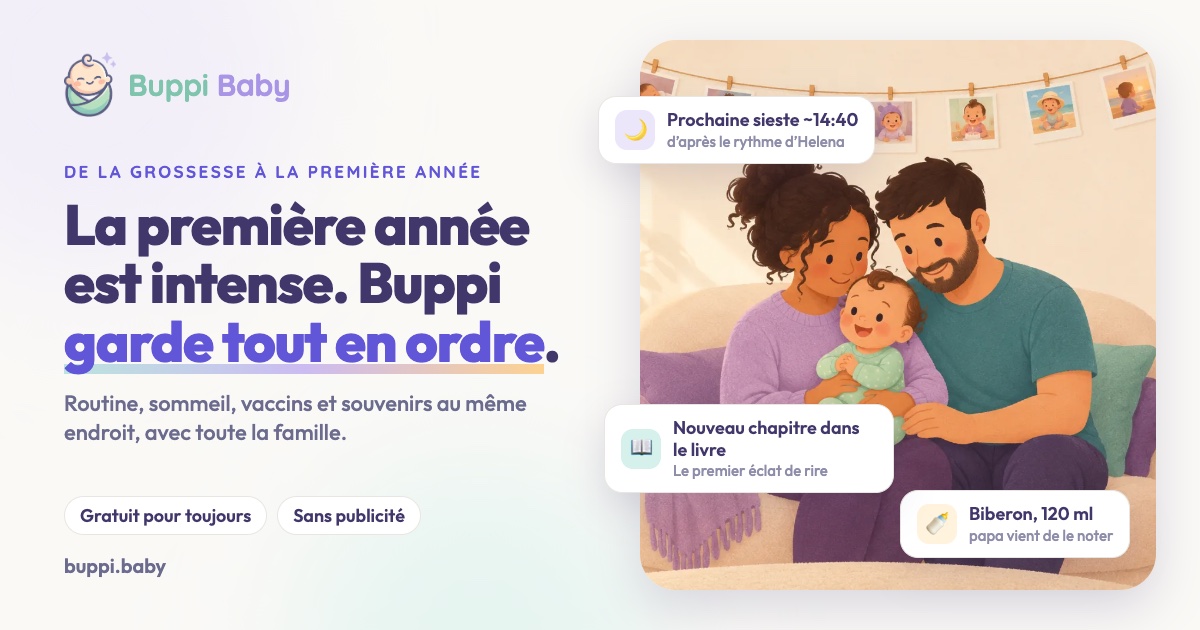 Buppi Baby
DE LA GROSSESSE À LA PREMIÈRE ANNÉE
La première année
est intense. Buppi
garde tout en ordre.
Routine, sommeil, vaccins et souvenirs au même
endroit, avec toute la famille.
Gratuit pour toujours
Sans publicité
buppi.baby
Prochaine sieste ~14:40
d’après le rythme d’Helena
Nouveau chapitre dans
le livre
Le premier éclat de rire
Biberon, 120 ml
papa vient de le noter